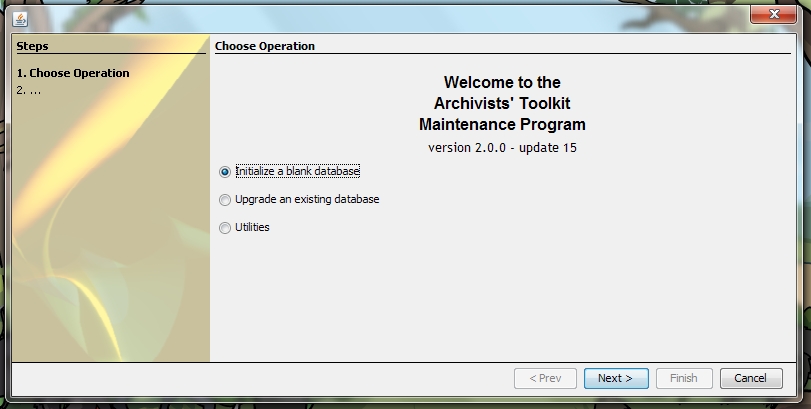 Steps
1. Choose Operation
2. ...
Choose Operation
Welcome to the
Archivists' Toolkit
Maintenance Program
version 2.0.0 - update 15
Initialize a blank database
Upgrade an existing database
Utilities
< Prev
Next >
Finish
Cancel